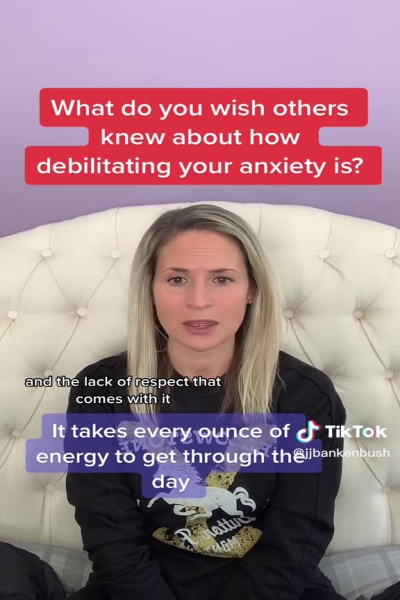 What do you wish others
knew about how
debilitating your anxiety is?
and the lack of respect that
comes with it
It takes every ounce of
energy to get through the
day
TikTok
@ijbankenbush